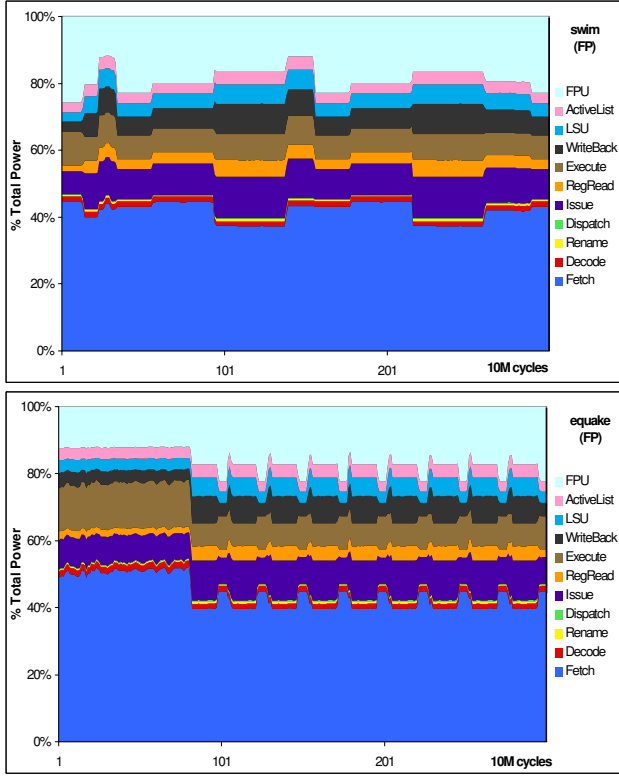 100%
80%
60%
40%
20%
0%
% Total Power
1
101
201
10M cycles
swim
(FP)
FPU
ActiveList
LSU
WriteBack
Execute
RegRead
Issue
Dispatch
Rename
Decode
Fetch
100%
80%
60%
40%
20%
0%
% Total Power
1
101
201
10M cycles
equake
(FP)
FPU
ActiveList
LSU
WriteBack
Execute
RegRead
Issue
Dispatch
Rename
Decode
Fetch